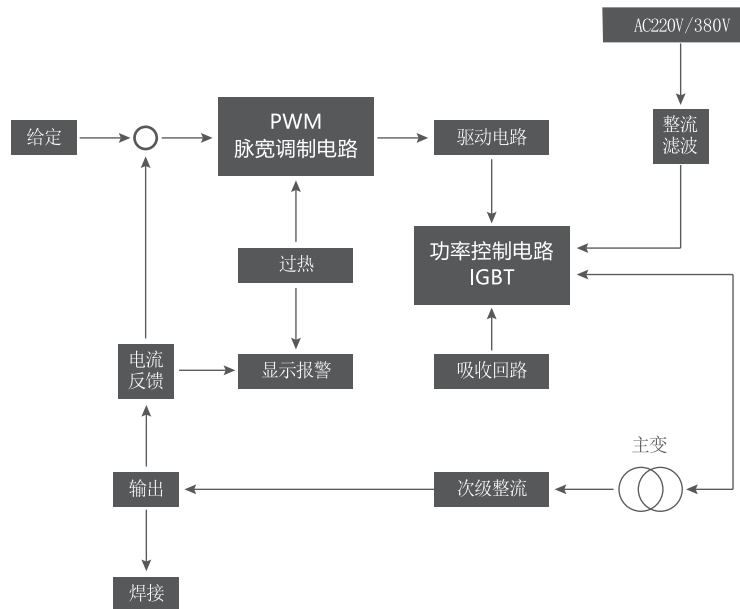 AC220V/380V
给定
PWM
脉宽调制电路
驱动电路
整流
滤波
功率控制电路
IGBT
过热
电流
反馈
显示报警
吸收回路
主变
输出
次级整流
焊接